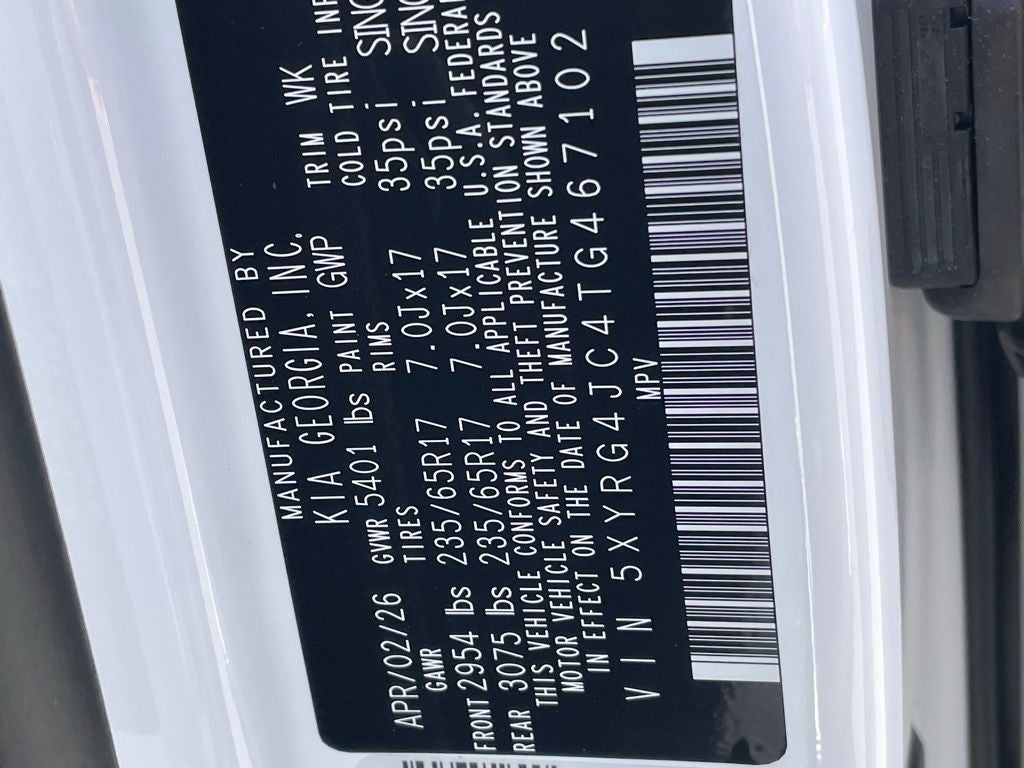 MANUFACTURED BY
KIA GEORGIA, INC.
APR/02/26 GVWR 5401 lbs PAINT GWP TRIM WK
GAWR TIRES RIMS COLD TIRE
FRONT 2954 lbs 235/65R17 7.0Jx17 35psi
REAR 3075 lbs 235/65R17 7.0Jx17 35psi
THIS VEHICLE CONFORMS TO ALL APPLICABLE U.S.A. FEDERAL
MOTOR VEHICLE SAFETY AND THEFT PREVENTION STANDARDS
IN EFFECT ON THE DATE OF MANUFACTURE SHOWN ABOVE
VIN 5XYRG4JC4TG467102
MPV